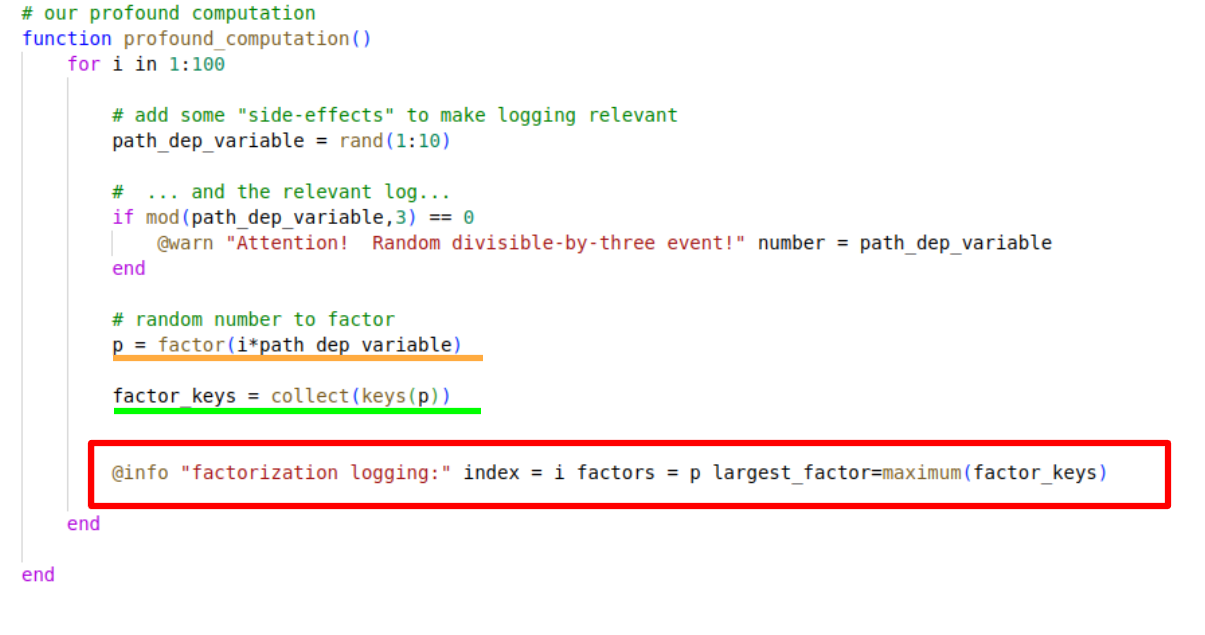 # our profound computation
function profound_computation()
    for i in 1:100
        # add some "side-effects" to make logging relevant
        path_dep_variable = rand(1:10)
        #  ... and the relevant log...
        if mod(path_dep_variable,3) == 0
            @warn "Attention!  Random divisible-by-three event!" number = path_dep_variable
        end
        # random number to factor
        p = factor(i*path_dep_variable)
        factor_keys = collect(keys(p))
        @info "factorization logging:" index = i factors = p largest_factor=maximum(factor_keys)
    end
end